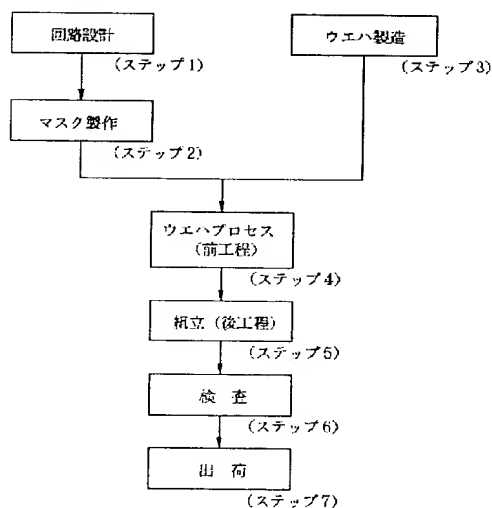 回路設計
(ステップ1)
ウエハ製造
(ステップ3)
マスク製作
(ステップ2)
ウエハプロセス
(前工程)
(ステップ4)
組立(後工程)
(ステップ5)
検 査
(ステップ6)
出 荷
(ステップ7)